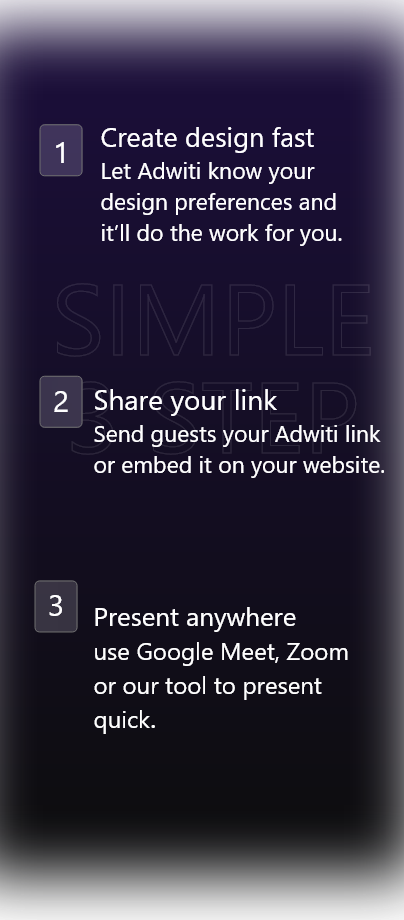 1
Create design fast
Let Adwiti know your
design preferences and
it’ll do the work for you.
SIMPLE
3 STEP
2
Share your link
Send guests your Adwiti link
or embed it on your website.
3
Present anywhere
use Google Meet, Zoom
or our tool to present
quick.